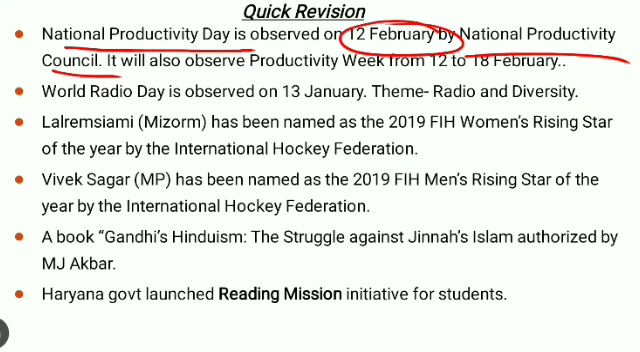 Quick Revision
• National Productivity Day is observed on 12 February by National Productivity
Council. It will also observe Productivity Week from 12 to 18 February..
• World Radio Day is observed on 13 January. Theme- Radio and Diversity.
• Lalremsiami (Mizorm) has been named as the 2019 FIH Women's Rising Star
of the year by the International Hockey Federation.
• Vivek Sagar (MP) has been named as the 2019 FIH Men's Rising Star of the
year by the International Hockey Federation.
• A book “Gandhi's Hinduism: The Struggle against Jinnah's Islam authorized by
MJ Akbar.
• Haryana govt launched Reading Mission initiative for students.